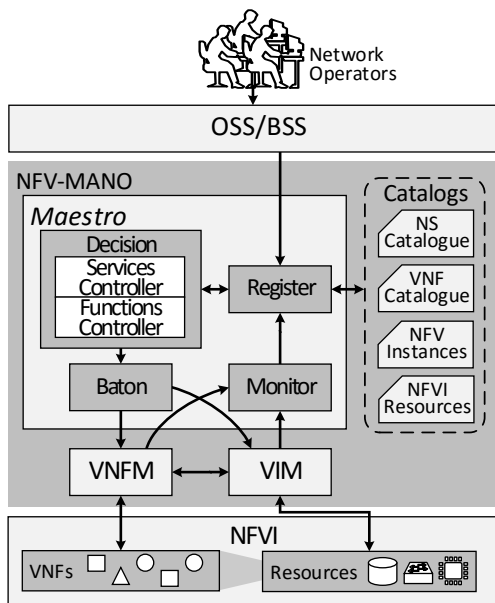 Network
Operators
OSS/BSS
NFV-MANO
Maestro
Decision
Services
Controller
Functions
Controller
Register
Baton
Monitor
Catalogs
NS
Catalogue
VNF
Catalogue
NFV
Instances
NFVI
Resources
VNFM
VIM
NFVI
VNFs
Resources